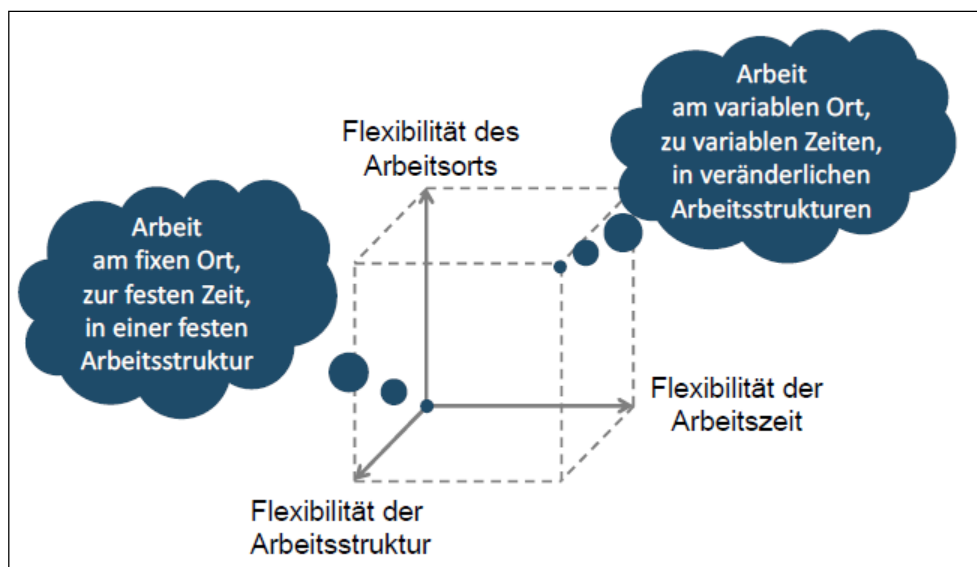 Arbeit
am variablen Ort,
zu variablen Zeiten,
in veränderlichen
Arbeitsstrukturen
Flexibilität des
Arbeitsorts
Arbeit
am fixen Ort,
zur festen Zeit,
in einer festen
Arbeitsstruktur
Flexibilität der
Arbeitszeit
Flexibilität der
Arbeitsstruktur